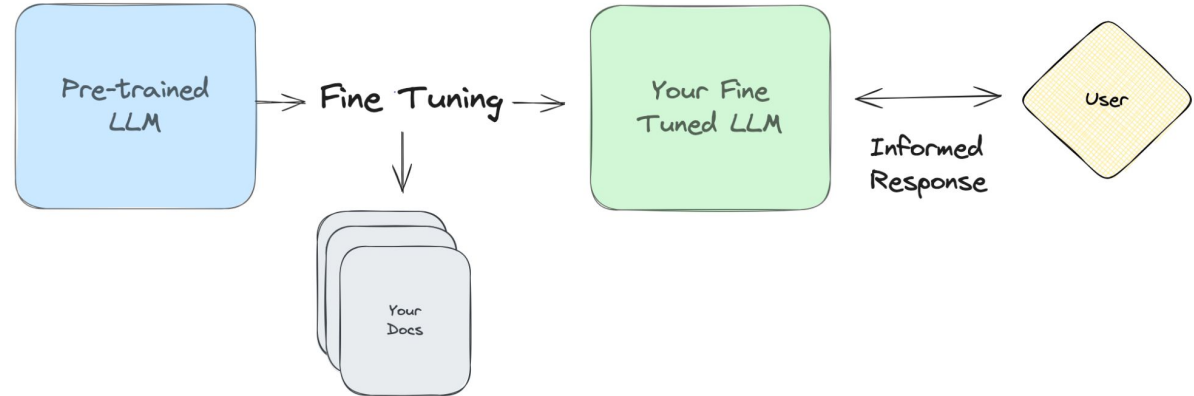 Pre-trained
LLM
Fine Tuning
Your Fine
Tuned LLM
Informed
Response
User
Your
Docs